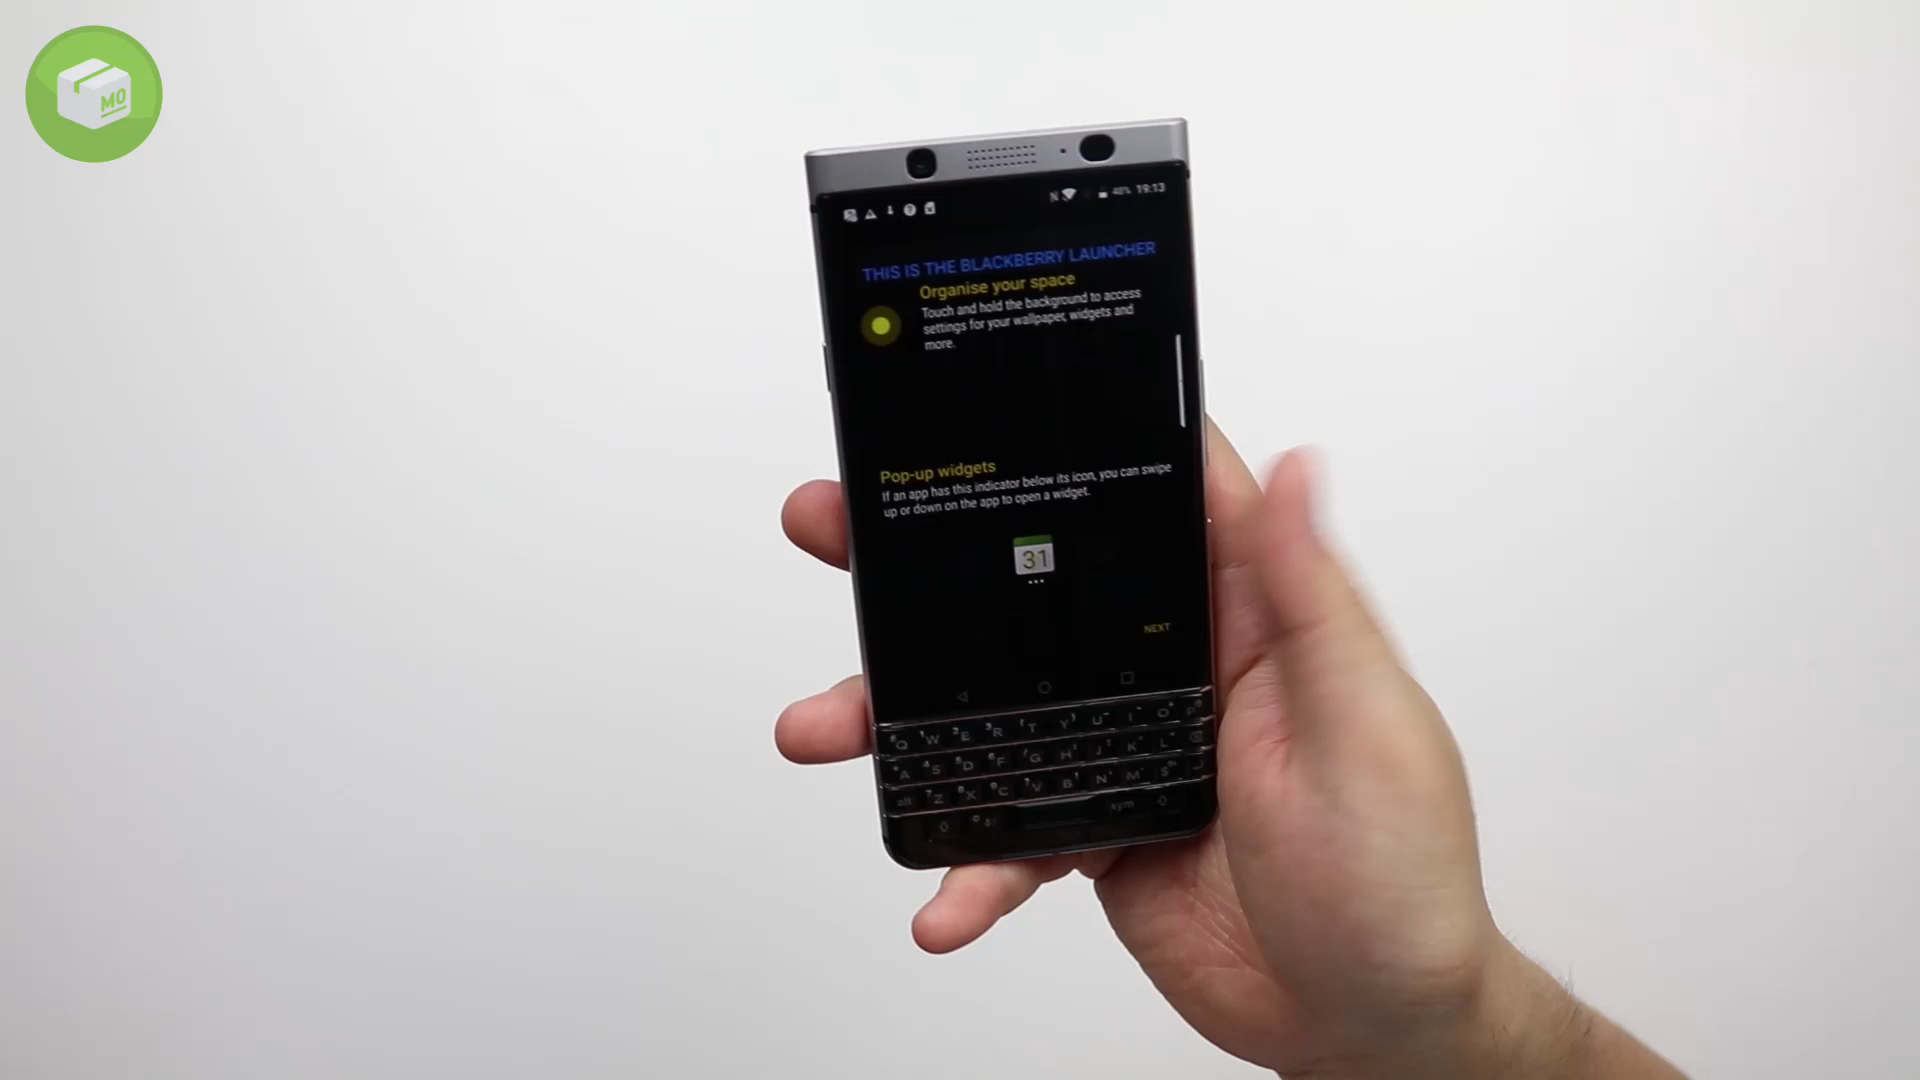 MO
48% 19:13
THIS IS THE BLACKBERRY LAUNCHER
Organise your space
Touch and hold the background to access
settings for your wallpaper, widgets and
more.
Pop-up widgets
If an app has this indicator below its icon, you can swipe
up or down on the app to open a widget.
31
NEXT
Q W E R T Y U I O P
A S D F G H J K L
alt Z X C V B N M $
sym